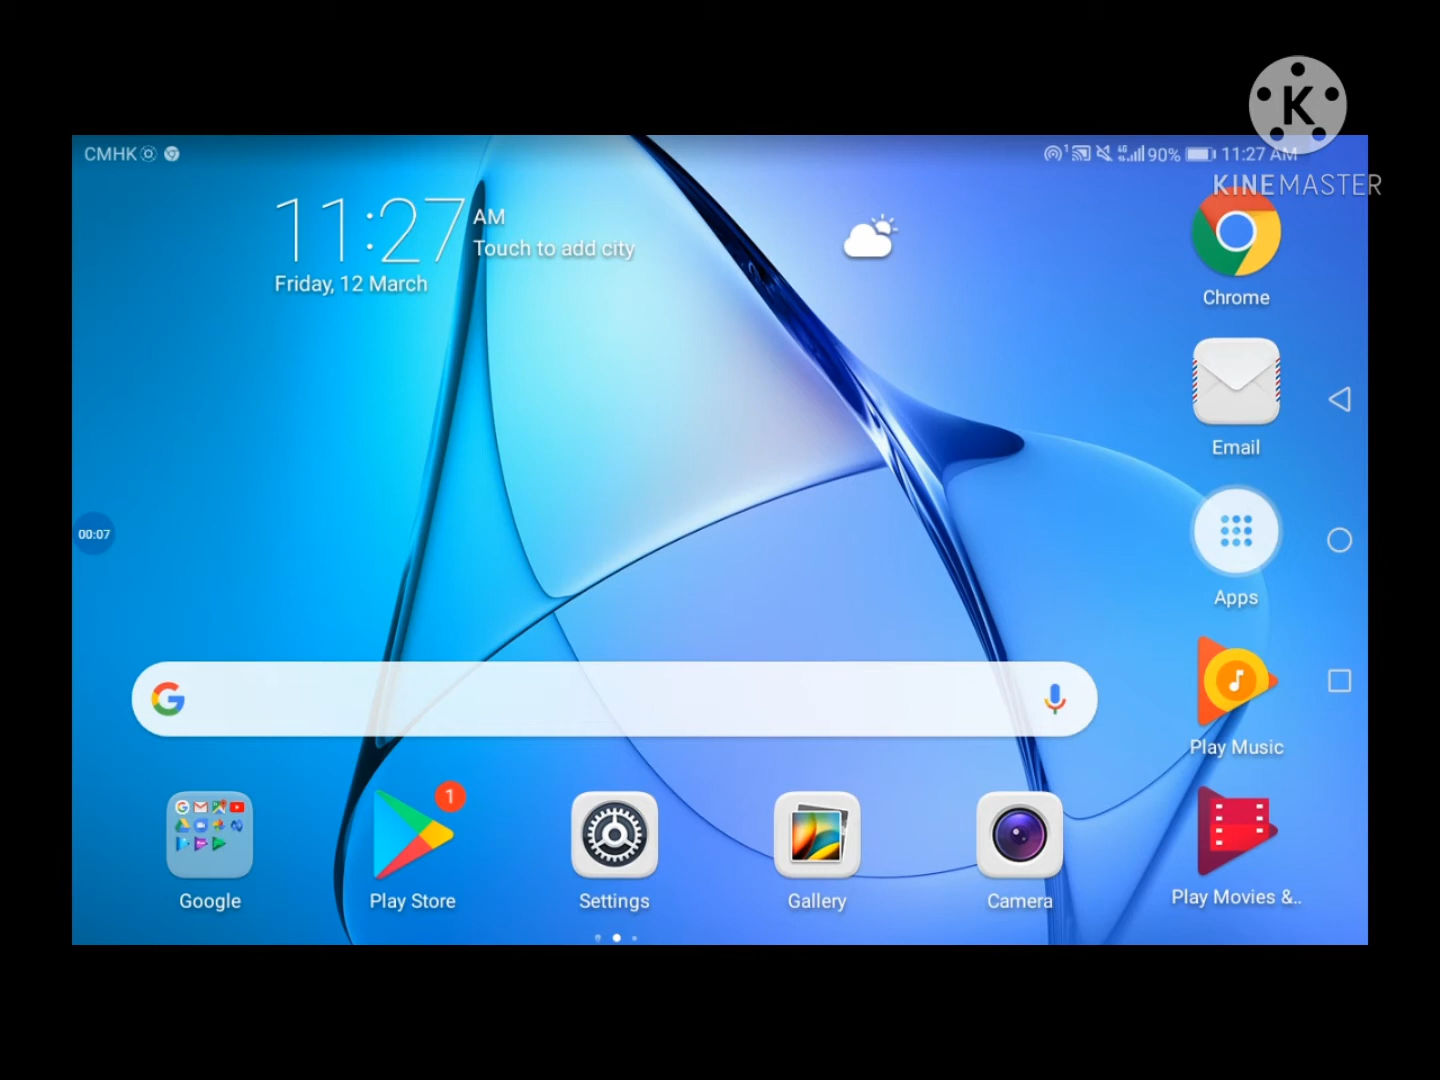 K
KINEMASTER
CMHK
90% 11:27 AM
11:27 AM
Touch to add city
Friday, 12 March
Chrome
Email
00:07
Apps
Play Music
1
Google
Play Store
Settings
Gallery
Camera
Play Movies &..